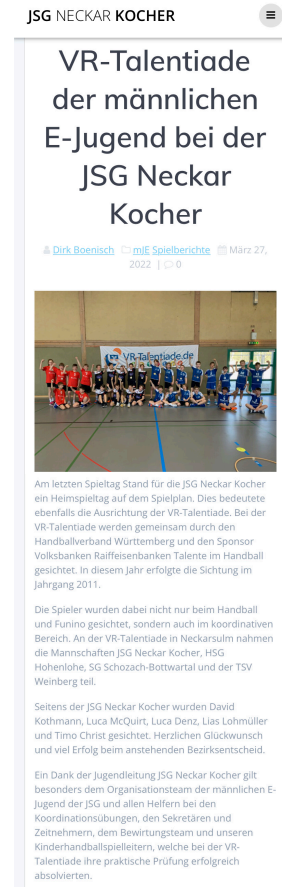 JSG NECKAR KOCHER
VR-Talentiade
der männlichen
E-Jugend bei der
JSG Neckar
Kocher
Dirk Boenisch mJE Spielberichte März 27,
2022 | 0
VR-Talentiade.de
Am letzten Spieltag Stand für die JSG Neckar Kocher
ein Heimspieltag auf dem Spielplan. Dies bedeutete
ebenfalls die Ausrichtung der VR-Talentiade. Bei der
VR-Talentiade werden gemeinsam durch den
Handballverband Württemberg und den Sponsor
Volksbanken Raiffeisenbanken Talente im Handball
gesichtet. In diesem Jahr erfolgte die Sichtung im
Jahrgang 2011.
Die Spieler wurden dabei nicht nur beim Handball
und Funino gesichtet, sondern auch im koordinativen
Bereich. An der VR-Talentiade in Neckarsulm nahmen
die Mannschaften JSG Neckar Kocher, HSG
Hohenlohe, SG Schozach-Bottwartal und der TSV
Weinberg teil.
Seitens der JSG Neckar Kocher wurden David
Kothmann, Luca McQuirt, Luca Denz, Lias Lohmüller
und Timo Christ gesichtet. Herzlichen Glückwunsch
und viel Erfolg beim anstehenden Bezirksentscheid.
Ein Dank der Jugendleitung JSG Neckar Kocher gilt
besonders dem Organisationsteam der männlichen E-
Jugend der JSG und allen Helfern bei den
Koordinationsübungen, den Sekretären und
Zeitnehmern, dem Bewirtungsteam und unseren
Kinderhandballspielleitern, welche bei der VR-
Talentiade ihre praktische Prüfung erfolgreich
absolvierten.